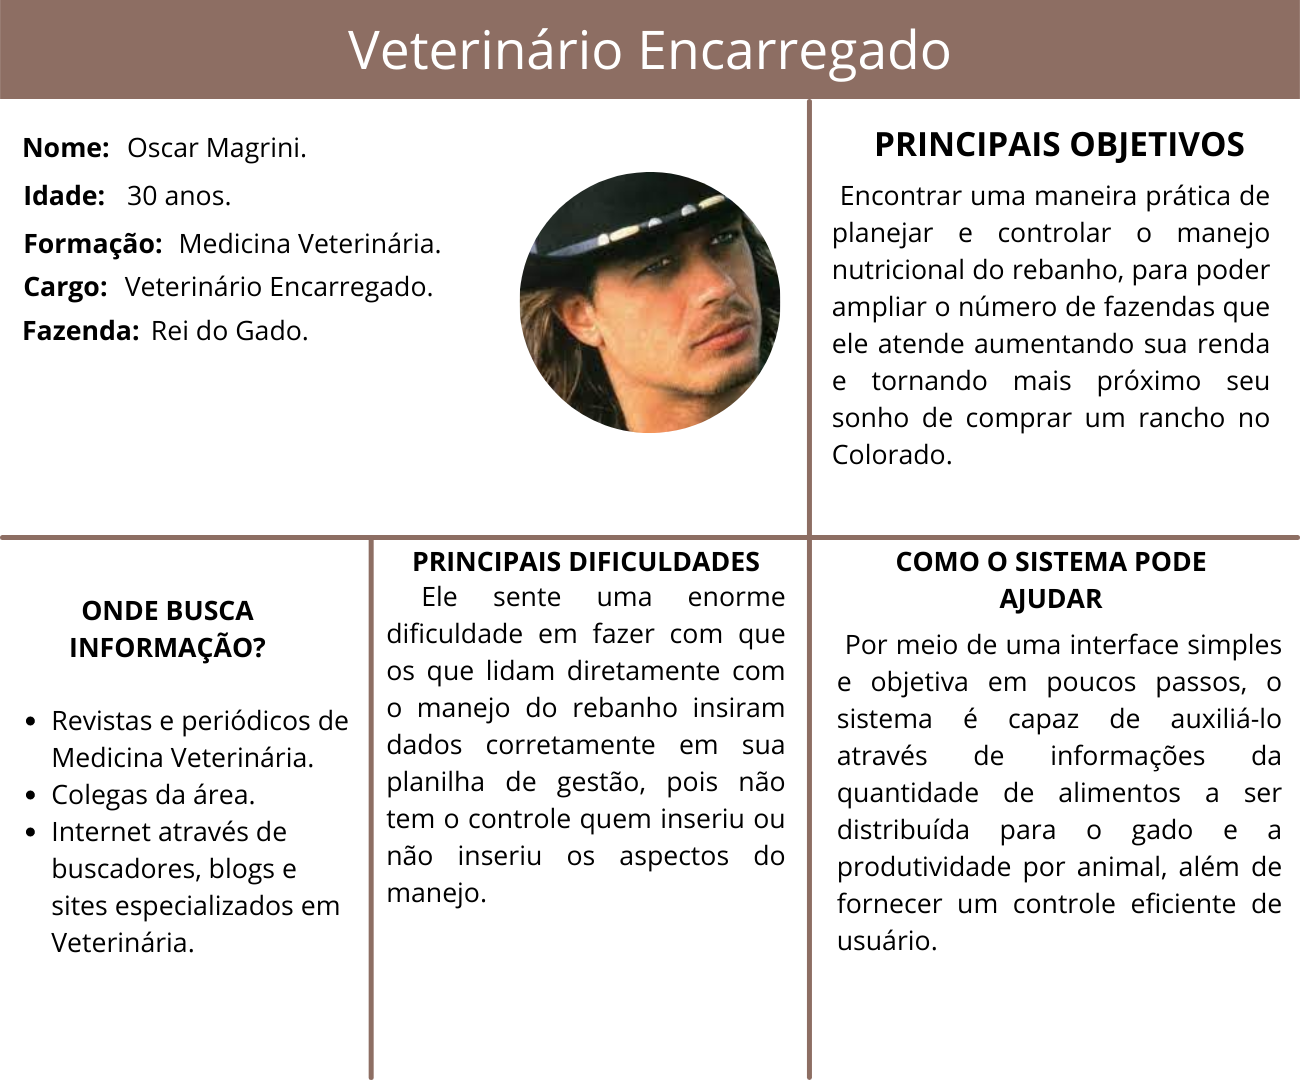 Veterinário Encarregado
Nome: Oscar Magrini.
Idade: 30 anos.
Formação: Medicina Veterinária.
Cargo: Veterinário Encarregado.
Fazenda: Rei do Gado.
PRINCIPAIS OBJETIVOS
Encontrar uma maneira prática de
planejar e controlar o manejo
nutricional do rebanho, para poder
ampliar o número de fazendas que
ele atende aumentando sua renda
e tornando mais próximo seu
sonho de comprar um rancho no
Colorado.
ONDE BUSCA
INFORMAÇÃO?
• Revistas e periódicos de
Medicina Veterinária.
• Colegas da área.
• Internet através de
buscadores, blogs e
sites especializados em
Veterinária.
PRINCIPAIS DIFICULDADES
Ele sente uma enorme
dificuldade em fazer com que
os que lidam diretamente com
o manejo do rebanho insiram
dados corretamente em sua
planilha de gestão, pois não
tem o controle quem inseriu ou
não inseriu os aspectos do
manejo.
COMO O SISTEMA PODE
AJUDAR
Por meio de uma interface simples
e objetiva em poucos passos, o
sistema é capaz de auxiliá-lo
através de informações da
quantidade de alimentos a ser
distribuída para o gado e a
produtividade por animal, além de
fornecer um controle eficiente de
usuário.